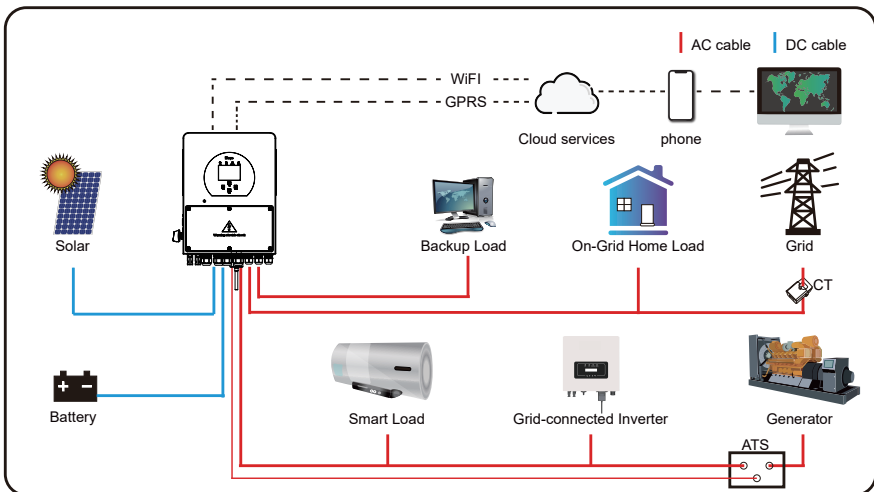 AC cable
DC cable
WiFI
GPRS
Cloud services
phone
Solar
Backup Load
On-Grid Home Load
Grid
CT
Battery
Smart Load
Grid-connected Inverter
Generator
ATS